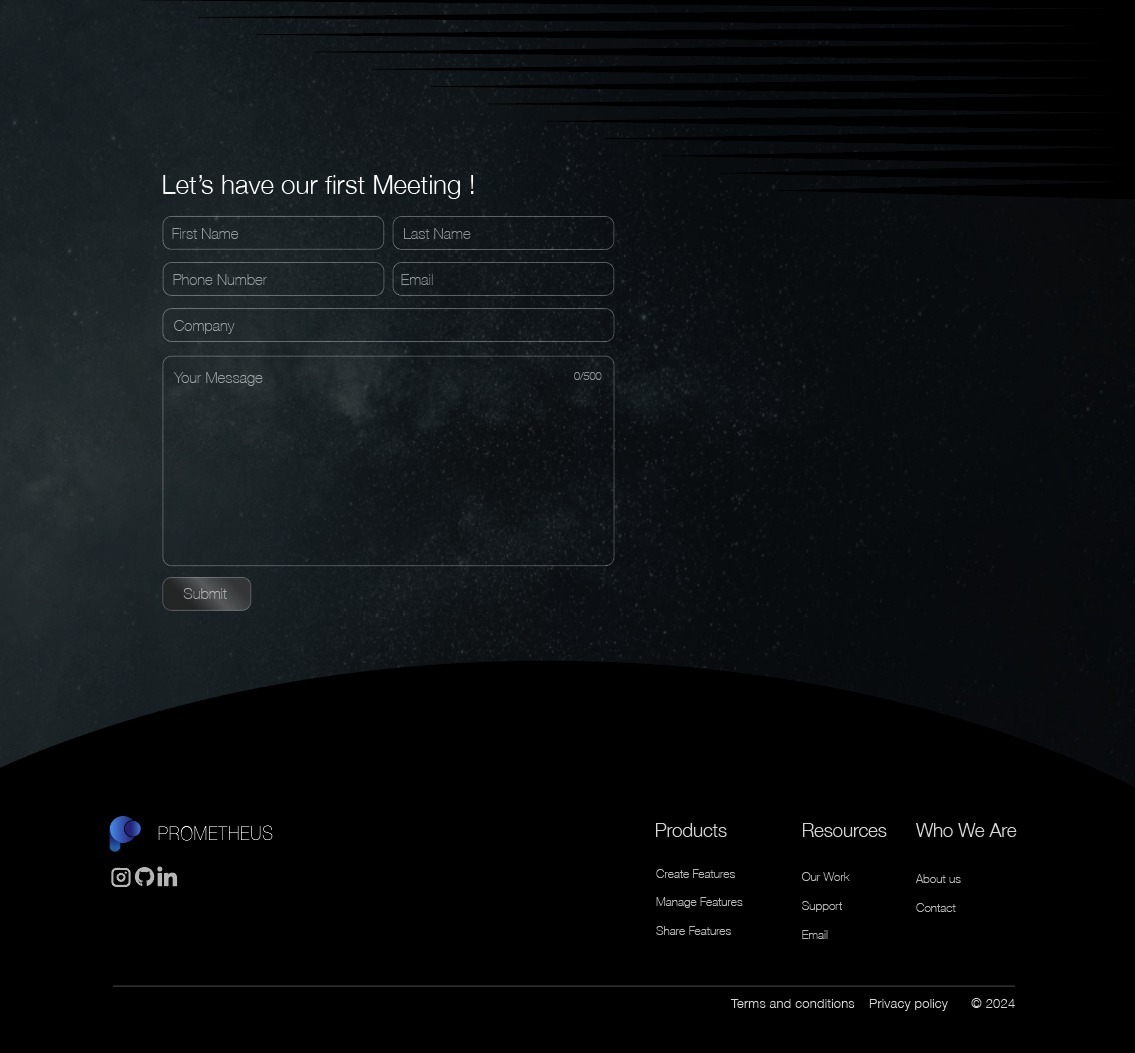 Let's have our first Meeting !
First Name
Last Name
Phone Number
Email
Company
Your Message
0/500
Submit
PROMETHEUS
Products
Create Features
Manage Features
Share Features
Resources
Our Work
Support
Email
Who We Are
About us
Contact
Terms and conditions
Privacy policy
© 2024